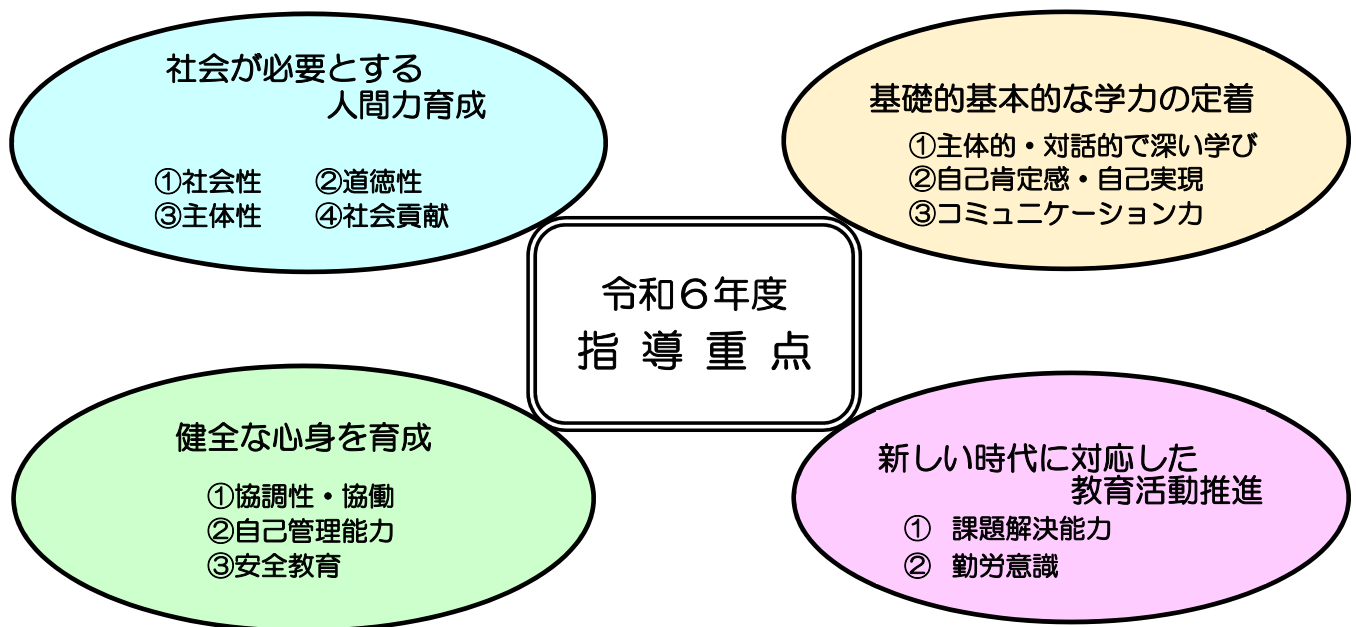 社会が必要とする
人間力育成
①社会性 ②道徳性
③主体性 ④社会貢献
基礎的基本的な学力の定着
①主体的・対話的で深い学び
②自己肯定感・自己実現
③コミュニケーション力
令和６年度
指 導 重 点
健全な心身を育成
①協調性・協働
②自己管理能力
③安全教育
新しい時代に対応した
教育活動推進
① 課題解決能力
② 勤労意識